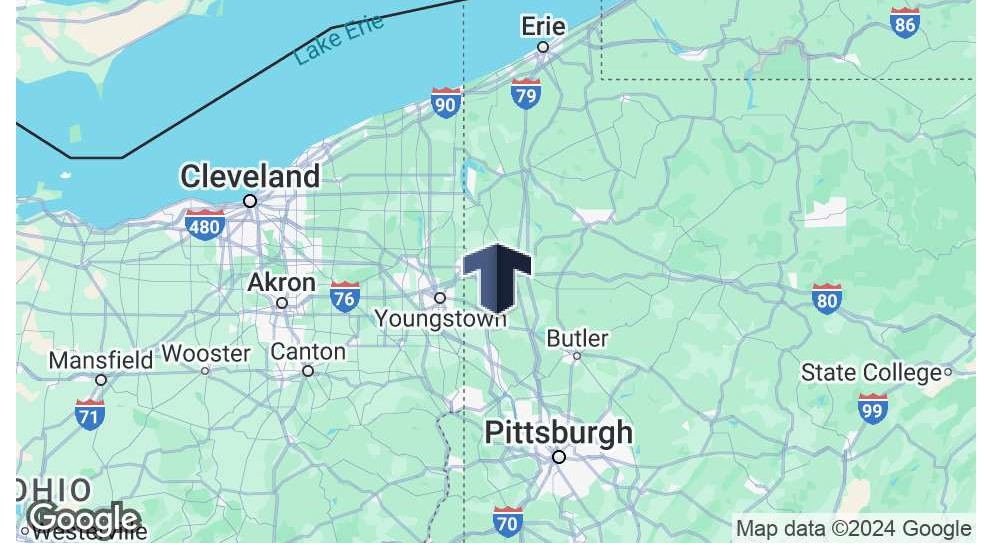 Erie
86
Lake Erie
79
90
Cleveland
480
Akron
76
80
Youngstown
Butler
Mansfield
Wooster
Canton
State College
71
99
Pittsburgh
OHIO
Google
70
Westerville
Map data ©2024 Google